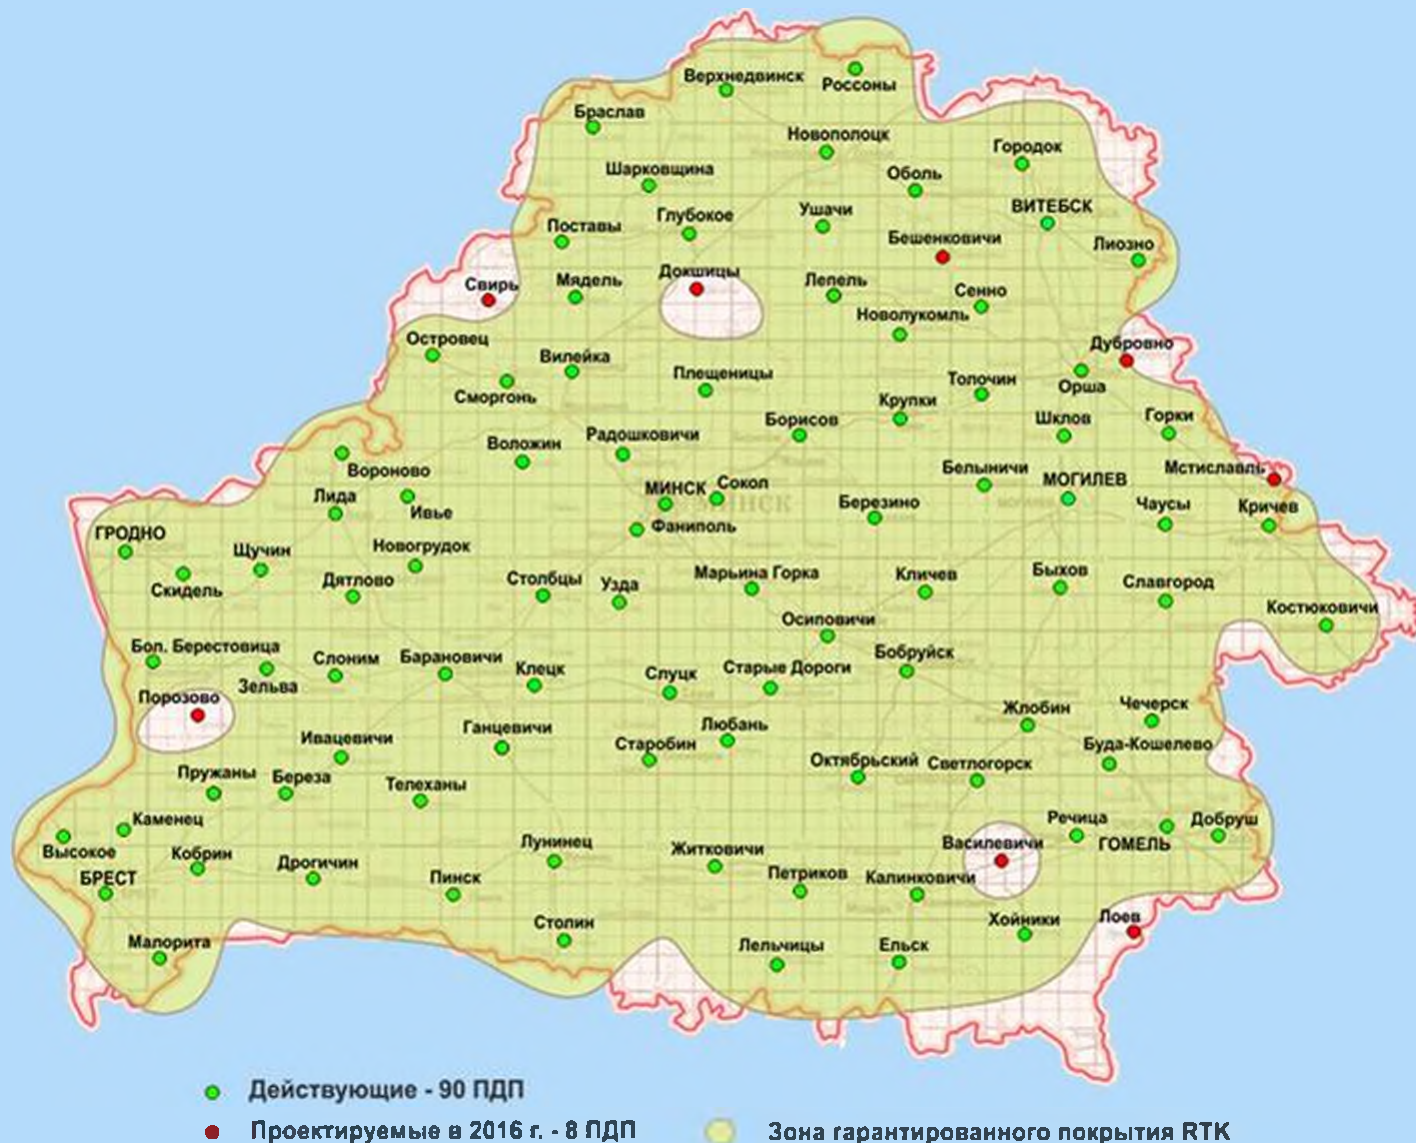 Верхнедвинск
Россоны
Браслав
Новополоцк
Городок
Шарковщина
Оболь
ВИТЕБСК
Глубокое
Ушачи
Поставы
Бешенковичи
Лиозно
Докшицы
Свирь
Мядель
Лепель
Сенно
Новолукомль
Островец
Дубровно
Вилейка
Плещеницы
Толочин
Орша
Сморгонь
Крупки
Борисов
Шклов
Горки
Радошковичи
Воложин
Вороново
Белыничи
МОГИЛЕВ
Мстиславль
Лида
МИНСК
Сокол
Ивье
Березино
Чаусы
Кричев
ГРОДНО
Фаниполь
Щучин
Новогрудок
Скидель
Дятлово
Столбцы
Узда
Марьина Горка
Кличев
Быхов
Славгород
Костюковичи
Осиповичи
Бол. Берестовица
Слоним
Барановичи
Клецк
Слуцк
Старые Дороги
Бобруйск
Зельва
Порозово
Жлобин
Чечерск
Ивацевичи
Ганцевичи
Любань
Старобин
Буда-Кошелево
Октябрьский
Светлогорск
Пружаны
Береза
Телеханы
Каменец
Речица
Добруш
Высокое
Кобрин
Дрогичин
Лунинец
Житковичи
Василевичи
ГОМЕЛЬ
БРЕСТ
Пинск
Петриков
Калинковичи
Столин
Хойники
Лоев
Малорита
Лельчицы
Ельск
Действующие - 90 ПДП
Проектируемые в 2016 г. - 8 ПДП
Зона гарантированного покрытия RTK